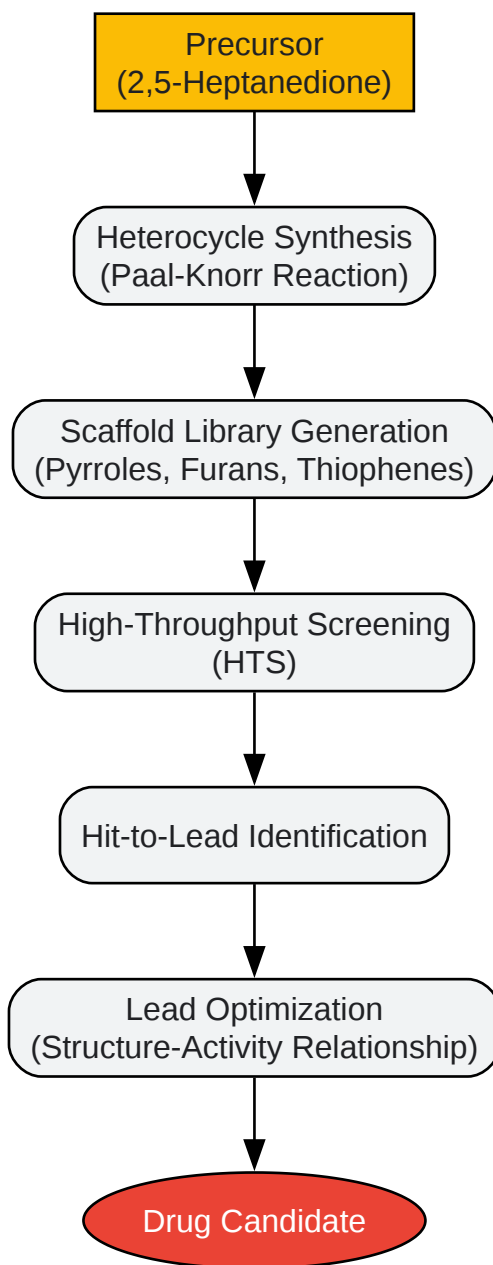 Precursor
(2,5-Heptanedione)
Heterocycle Synthesis
(Paal-Knorr Reaction)
Scaffold Library Generation
(Pyrroles, Furans, Thiophenes)
High-Throughput Screening
(HTS)
Hit-to-Lead Identification
Lead Optimization
(Structure-Activity Relationship)
Drug Candidate